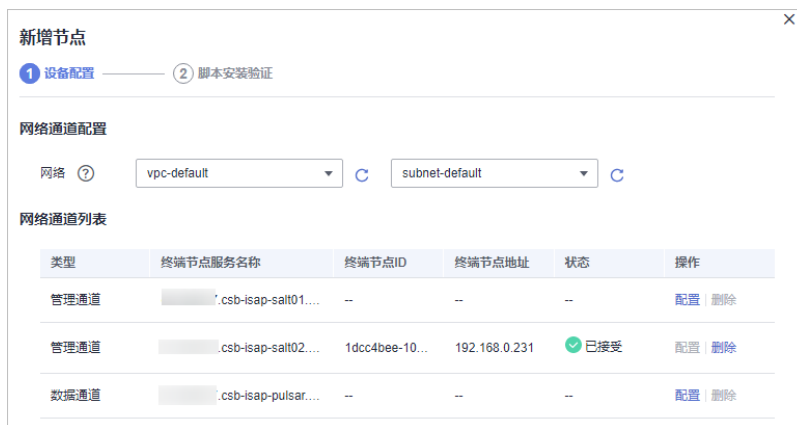 新增节点
1 设备配置 2 脚本安装验证
网络通道配置
网络 ? vpc-default subnet-default
网络通道列表
类型 终端节点服务名称 终端节点ID 终端节点地址 状态 操作
管理通道 .csb-isap-salt01.... -- -- -- 配置 删除
管理通道 .csb-isap-salt02.... 1dcc4bee-10... 192.168.0.231 已接受 配置 删除
数据通道 .csb-isap-pulsar.... -- -- -- 配置 删除